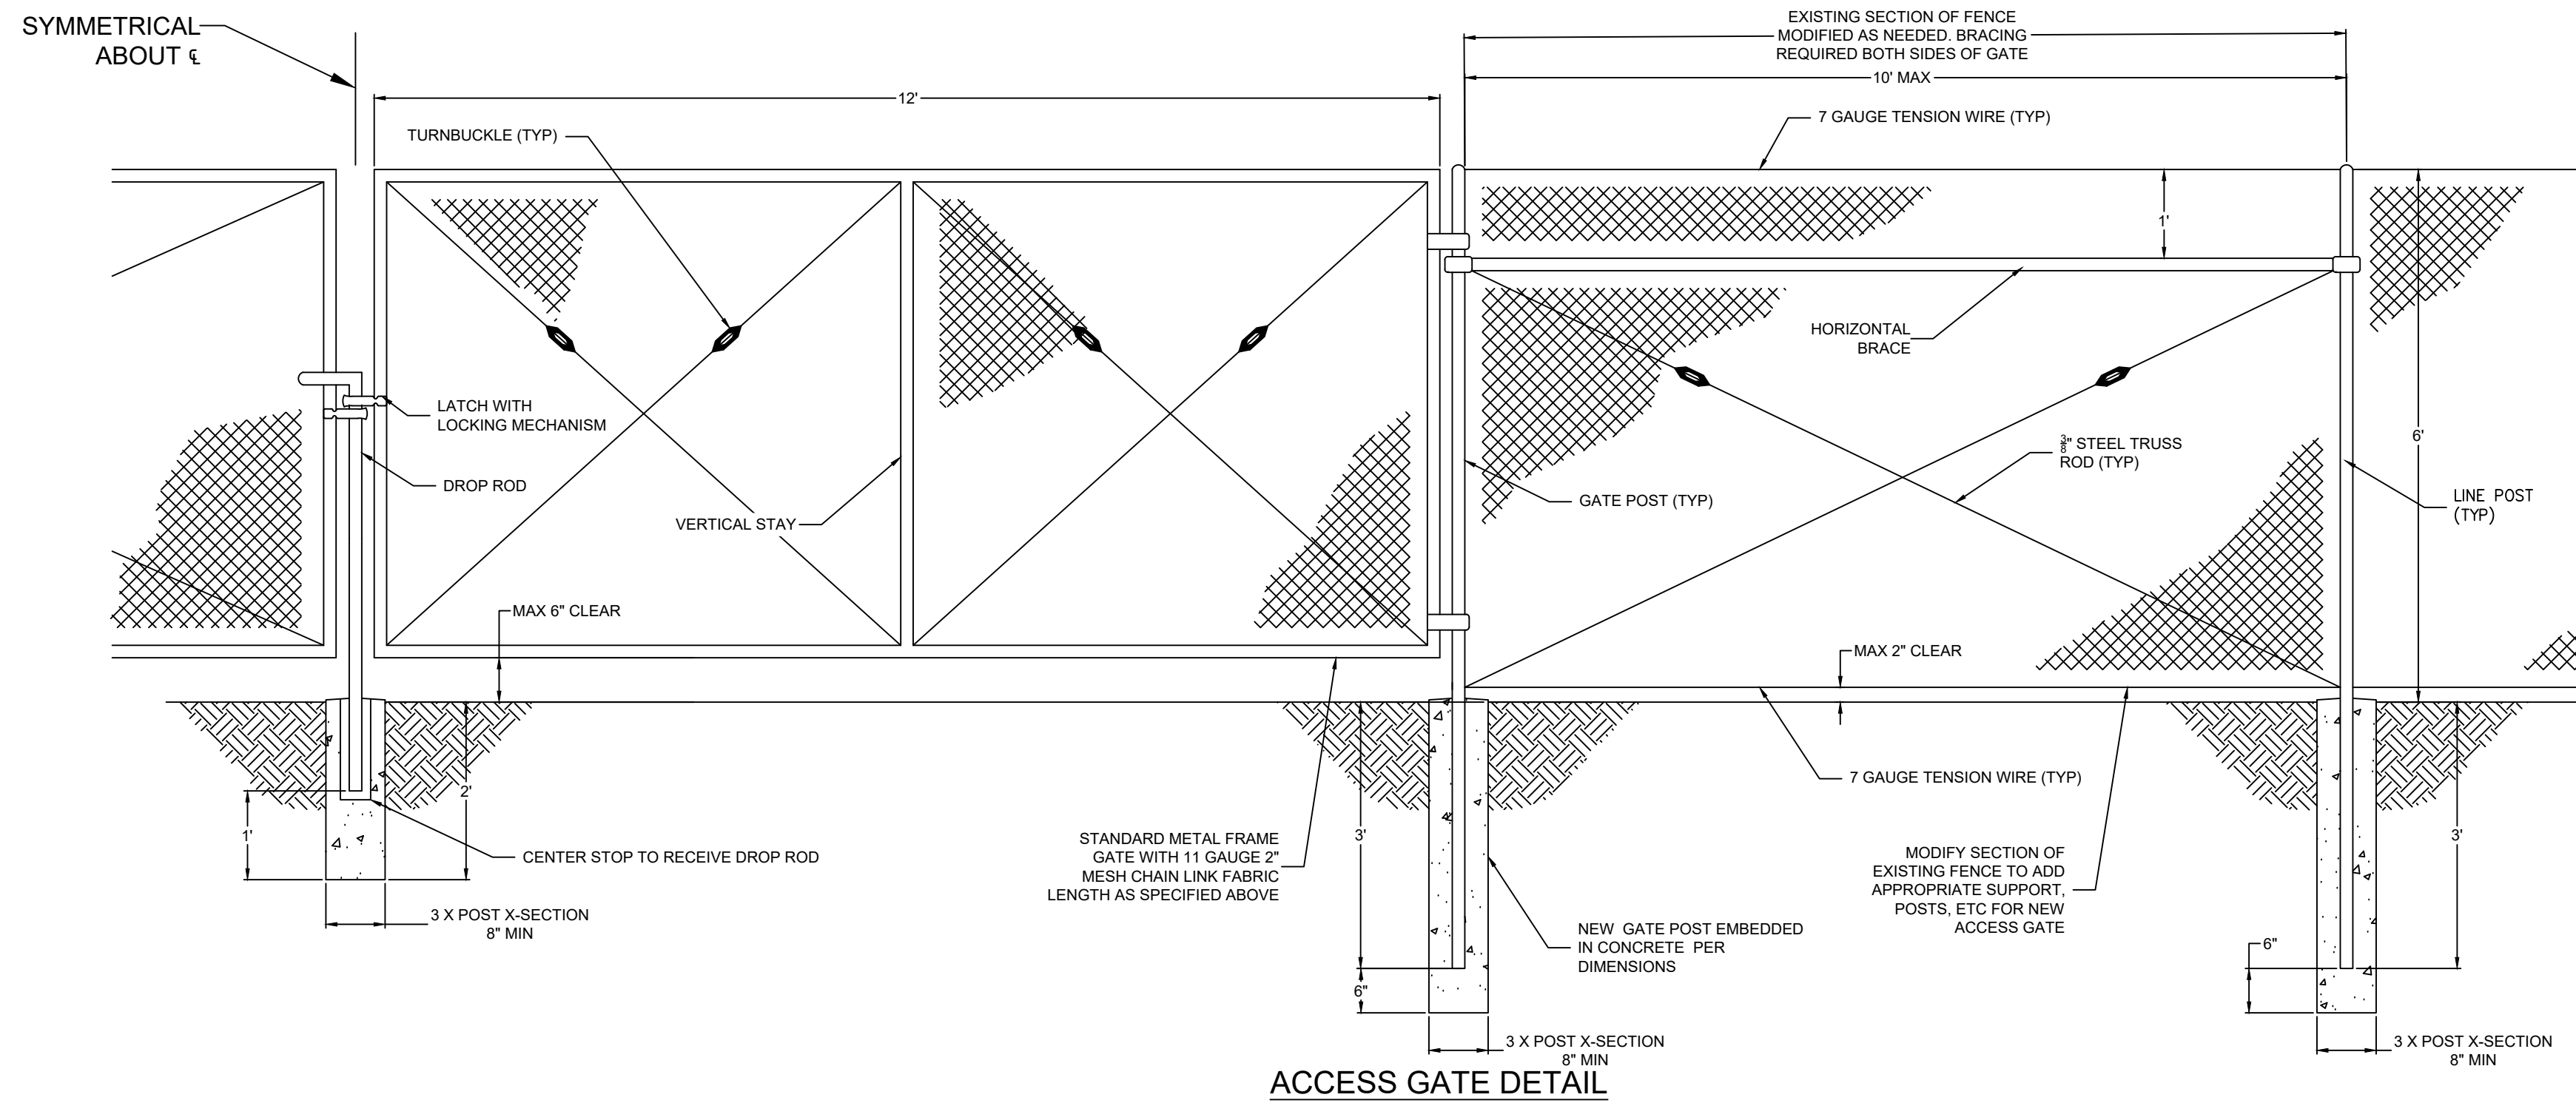 SYMMETRICAL
ABOUT ℄
EXISTING SECTION OF FENCE
MODIFIED AS NEEDED. BRACING
REQUIRED BOTH SIDES OF GATE
10' MAX
12'
7 GAUGE TENSION WIRE (TYP)
TURNBUCKLE (TYP)
1'
HORIZONTAL
BRACE
LATCH WITH
LOCKING MECHANISM
6'
3/8" STEEL TRUSS
ROD (TYP)
DROP ROD
GATE POST (TYP)
LINE POST
(TYP)
VERTICAL STAY
MAX 6" CLEAR
MAX 2" CLEAR
7 GAUGE TENSION WIRE (TYP)
2'
1'
CENTER STOP TO RECEIVE DROP ROD
3'
3'
STANDARD METAL FRAME
GATE WITH 11 GAUGE 2"
MESH CHAIN LINK FABRIC
LENGTH AS SPECIFIED ABOVE
MODIFY SECTION OF
EXISTING FENCE TO ADD
APPROPRIATE SUPPORT,
POSTS, ETC FOR NEW
ACCESS GATE
3 X POST X-SECTION
8" MIN
NEW GATE POST EMBEDDED
IN CONCRETE PER
DIMENSIONS
6"
6"
3 X POST X-SECTION
8" MIN
3 X POST X-SECTION
8" MIN
ACCESS GATE DETAIL